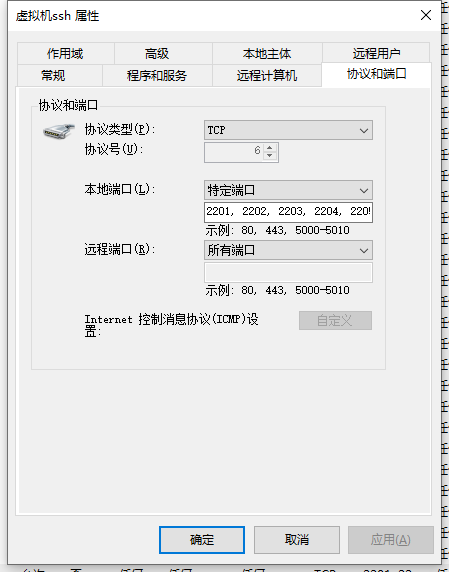 虚拟机ssh 属性
作用域 高级 本地主体 远程用户
常规 程序和服务 远程计算机 协议和端口
协议和端口
协议类型(P): TCP
协议号(U): 6
本地端口(L): 特定端口
2201, 2202, 2203, 2204, 220
示例: 80, 443, 5000-5010
远程端口(R): 所有端口
示例: 80, 443, 5000-5010
Internet 控制消息协议(ICMP)设
置:
自定义
确定 取消 应用(A)